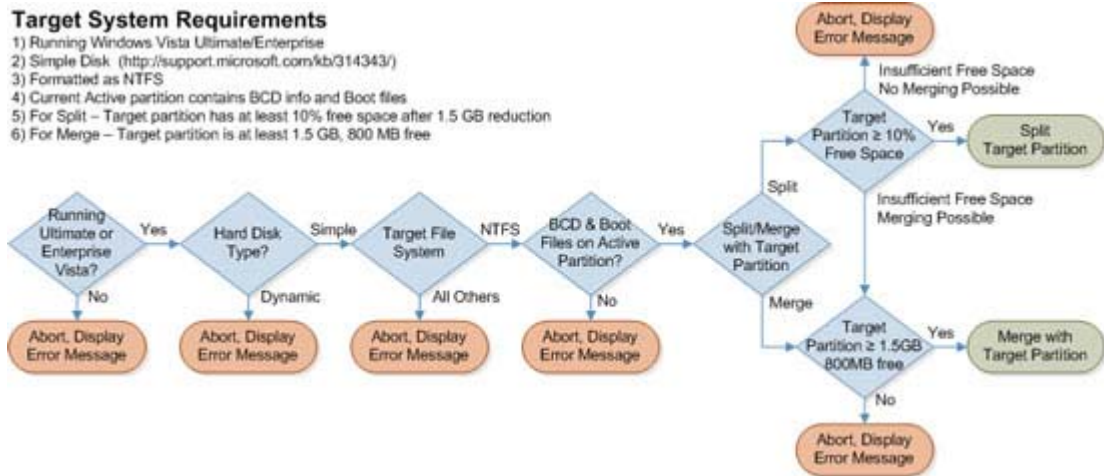 Target System Requirements
1) Running Windows Vista Ultimate/Enterprise
2) Simple Disk (http://support.microsoft.com/kb/314343/)
3) Formatted as NTFS
4) Current Active partition contains BCD info and Boot files
5) For Split – Target partition has at least 10% free space after 1.5 GB reduction
6) For Merge – Target partition is at least 1.5 GB, 800 MB free
Abort, Display
Error Message
Insufficient Free Space
No Merging Possible
Target
Partition ≥ 10%
Free Space
Yes
Split
Target Partition
Split
Insufficient Free Space
Merging Possible
Running
Ultimate or
Enterprise
Vista?
Yes
Hard Disk
Type?
Simple
Target File
System
NTFS
BCD & Boot
Files on Active
Partition?
Yes
Split/Merge
with Target
Partition
No
Dynamic
All Others
No
Merge
Abort, Display
Error Message
Abort, Display
Error Message
Abort, Display
Error Message
Abort, Display
Error Message
Target
Partition ≥ 1.5GB
800MB free
Yes
Merge with
Target Partition
No
Abort, Display
Error Message